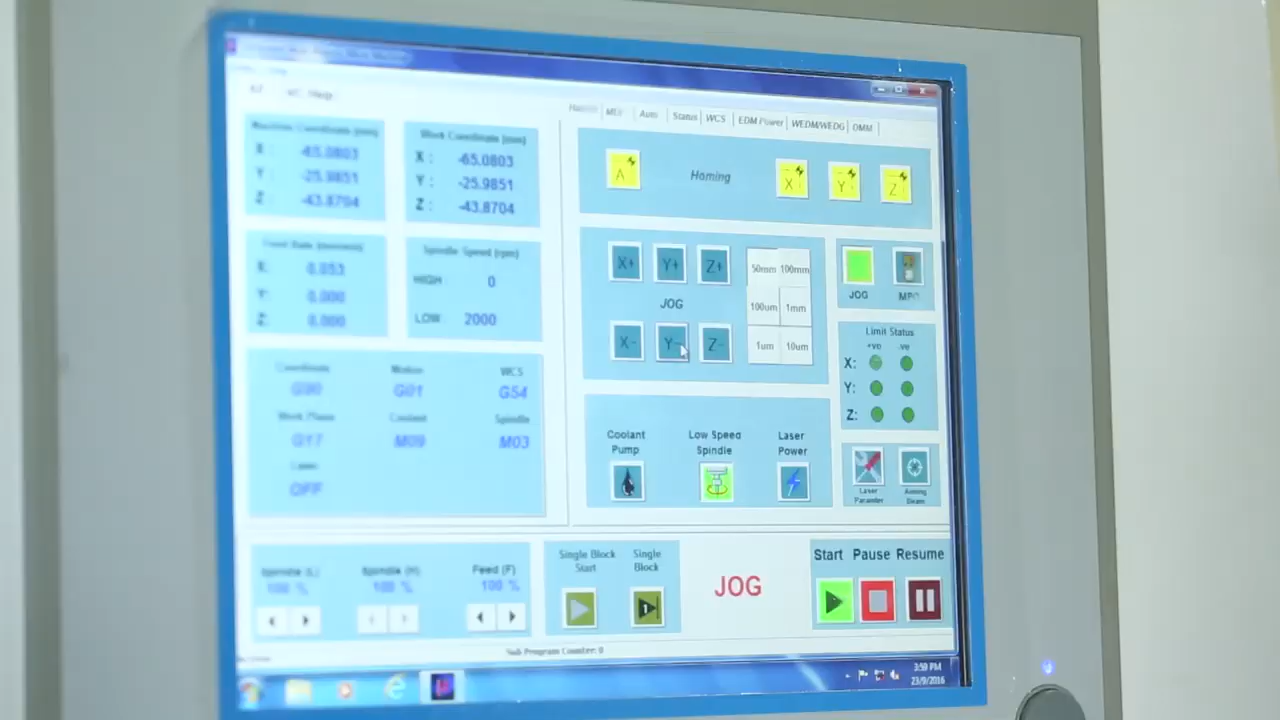 Help
Homing MDI Auto Status WCS EDM Power WEDM/WEDG DMM
Machine Coordinate (mm)
X : -65.0803
Y : -25.9851
Z : -43.8704
Work Coordinate (mm)
X : -65.0803
Y : -25.9851
Z : -43.8704
A
Homing
X
Y
Z
Feed Rate (mm/min)
X: 0.053
Y: 0.000
Z: 0.000
Spindle Speed (rpm)
HIGH 0
LOW 2000
X+ Y+ Z+
JOG
X- Y- Z-
50mm 100mm
100um 1mm
1um 10um
JOG
Limit Status
+ve -ve
X:
Y:
Z:
Coordinate Motion WCS
G90 G01 G54
Work Plane Coolant Spindle
G17 M09 M03
Laser
OFF
Coolant
Pump
Low Speed
Spindle
Laser
Power
Laser
Parameter
Aiming
Beam
Spindle (L) Spindle (H) Feed (F)
100 % 100 % 100 %
Single Block
Start
Single
Block
1
JOG
Start Pause Resume
Sub Program Counter: 0
3:59 PM
23/9/2016